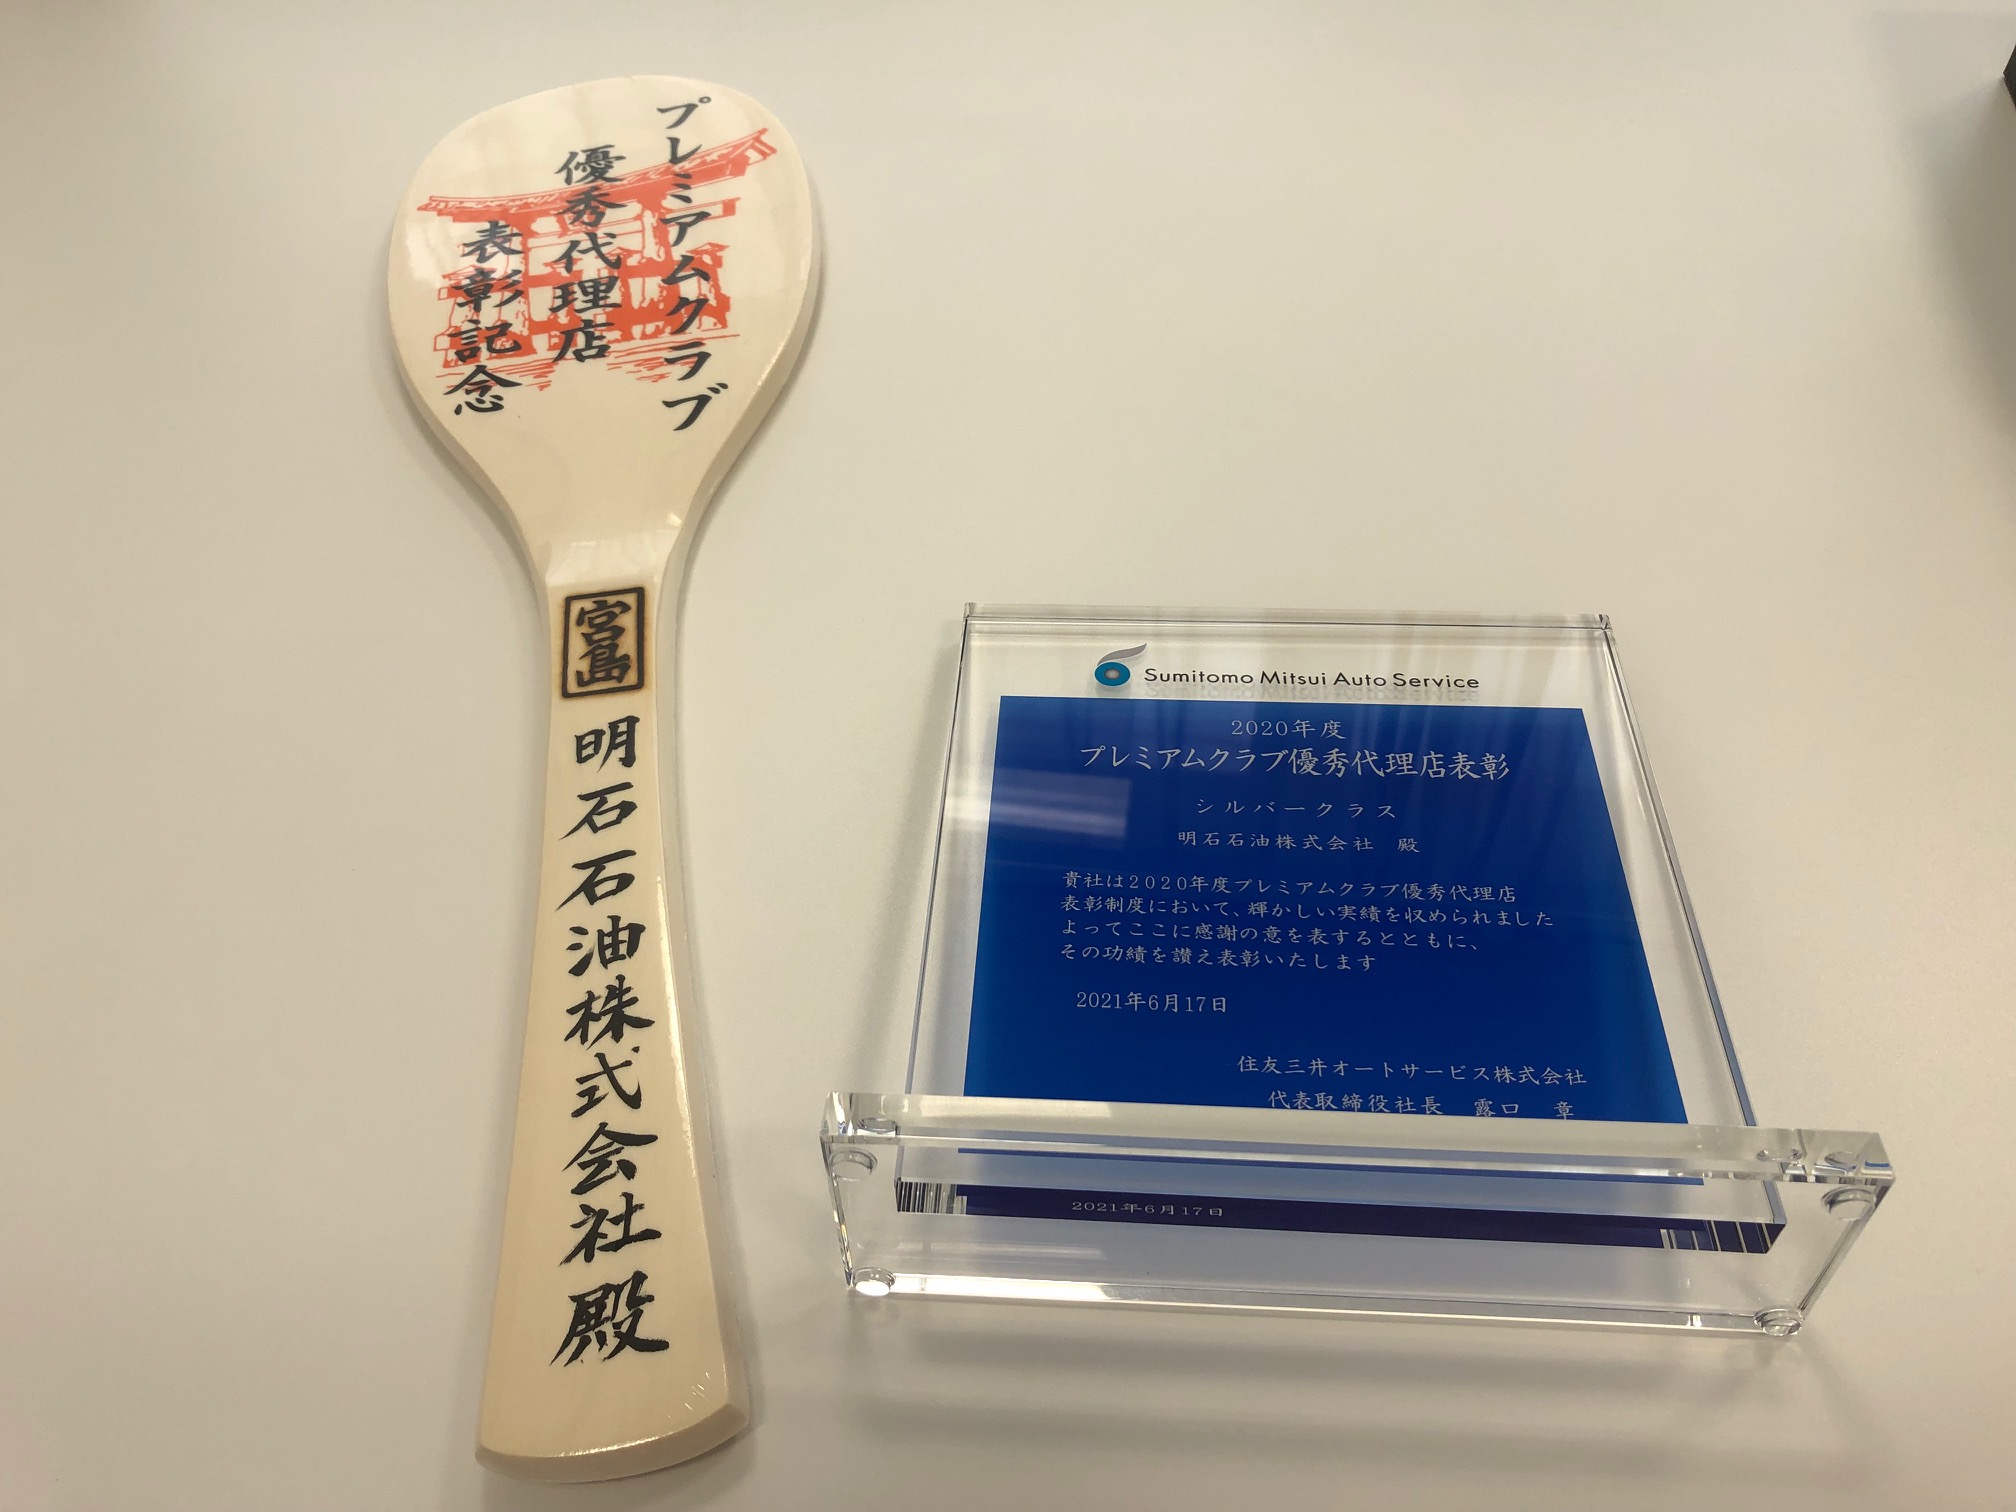 プレミアムクラブ
優秀代理店
表彰記念
宮島
明石石油株式会社殿
Sumitomo Mitsui Auto Service
2020年度
プレミアムクラブ優秀代理店表彰
シルバークラス
明石石油株式会社 殿
貴社は2020年度プレミアムクラブ優秀代理店
表彰制度において、輝かしい実績を収められました
よってここに感謝の意を表するとともに、
その功績を讃え表彰いたします
2021年6月17日
住友三井オートサービス株式会社
代表取締役社長 露口 章
2021年6月17日